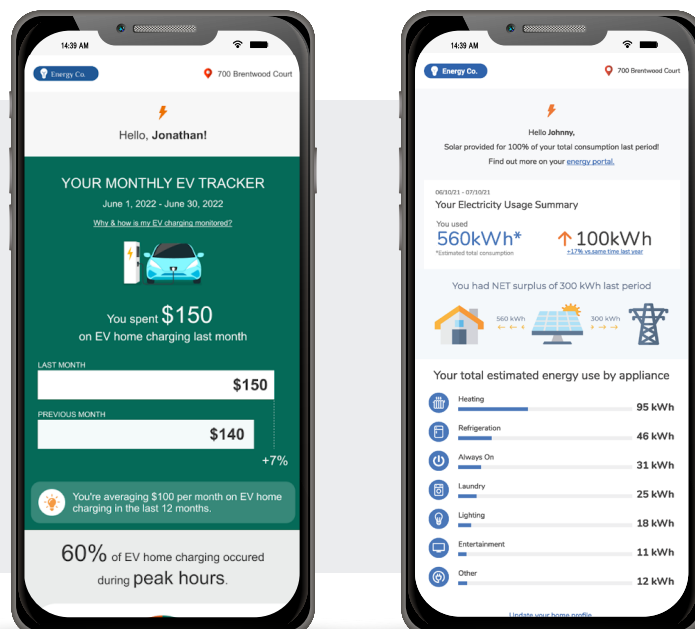 14:39 AM
Energy Co.
700 Brentwood Court
Hello, Jonathan!
YOUR MONTHLY EV TRACKER
June 1, 2022 - June 30, 2022
Why & how is my EV charging monitored?
You spent $150
on EV home charging last month
LAST MONTH
$150
PREVIOUS MONTH
$140
+7%
You're averaging $100 per month on EV home
charging in the last 12 months.
60% of EV home charging occured
during peak hours.
14:39 AM
Energy Co.
700 Brentwood Court
Hello Johnny,
Solar provided for 100% of your total consumption last period!
Find out more on your energy portal.
06/10/21 - 07/10/21
Your Electricity Usage Summary
You used
560kWh*
100kWh
*Estimated total consumption
+17% vs.same time last year
You had NET surplus of 300 kWh last period
560 kWh
300 kWh
Your total estimated energy use by appliance
Heating
95 kWh
Refrigeration
46 kWh
Always On
31 kWh
Laundry
25 kWh
Lighting
18 kWh
Entertainment
11 kWh
Other
12 kWh
Update your home profile